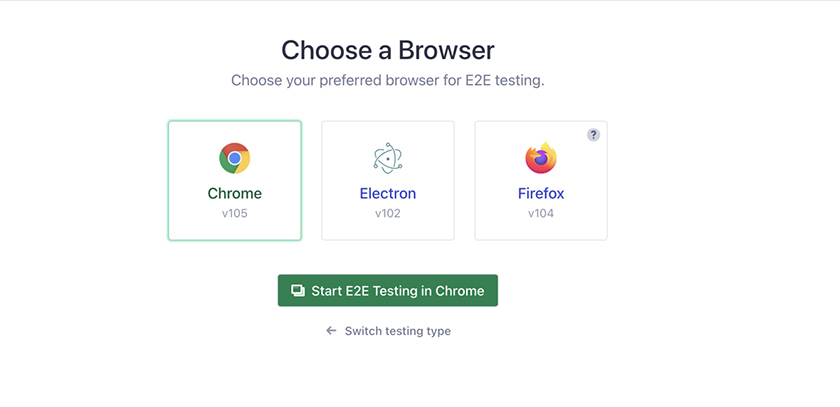 Choose a Browser
Choose your preferred browser for E2E testing.
?
Chrome
v105
Electron
v102
Firefox
v104
Start E2E Testing in Chrome
← Switch testing type